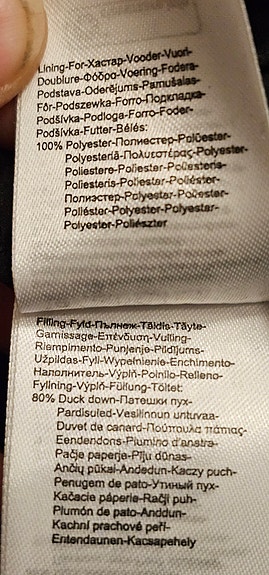 Lining-For-Хастар-Vooder-Vuori-
Doublure-Φόδρα-Voering-Fodera-
Podstava-Oderējums-Pamušalas-
Fôr-Podszewka-Forro-Подкладка-
Podšívka-Podloga-Forro-Foder-
Podšívka-Futter-Bélés:
100% Polyester-Полиестер-Polüester-
Polyesteriä-Πολυεστέρας-Polyester-
Poliestere-Poliester-Poliesteris-
Poliesteris-Poliester-Poliéster-
Полиэстер-Polyester-Poliester-
Poliéster-Polyester-Polyester-
Polyester-Poliészter
Filling-Fyld-Пълнеж-Täidis-Täyte-
Garnissage-Επένδυση-Vulling-
Riempimento-Punjenje-Pildījums-
Užpildas-Fyll-Wypełnienie-Enchimento-
Наполнитель-Výplň-Polnilo-Relleno-
Fyllning-Výplň-Füllung-Töltet:
80% Duck down-Патешки пух-
Pardisuled-Vesilinnun untuvaa-
Duvet de canard-Πούπουλα πάπιας-
Eendendons-Piumino d'anatra-
Pačje paperje-Pīļu dūnas-
Ančių pūkai-Andedun-Kaczy puch-
Penugem de pato-Утиный пух-
Kačacie páperie-Račji puh-
Plumón de pato-Anddun-
Kachní prachové peří-
Entendaunen-Kacsapehely